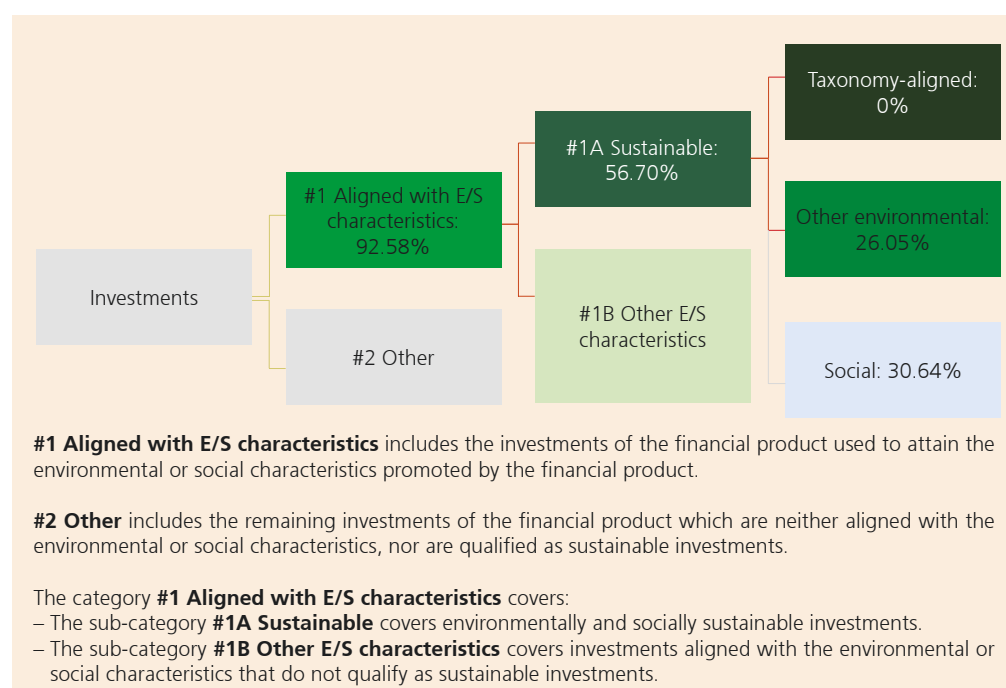 Taxonomy-aligned:
0%
#1A Sustainable:
56.70%
#1 Aligned with E/S
characteristics:
92.58%
Other environmental:
26.05%
Investments
#1B Other E/S
characteristics
#2 Other
Social: 30.64%
#1 Aligned with E/S characteristics includes the investments of the financial product used to attain the
environmental or social characteristics promoted by the financial product.
#2 Other includes the remaining investments of the financial product which are neither aligned with the
environmental or social characteristics, nor are qualified as sustainable investments.
The category #1 Aligned with E/S characteristics covers:
– The sub-category #1A Sustainable covers environmentally and socially sustainable investments.
– The sub-category #1B Other E/S characteristics covers investments aligned with the environmental or
social characteristics that do not qualify as sustainable investments.